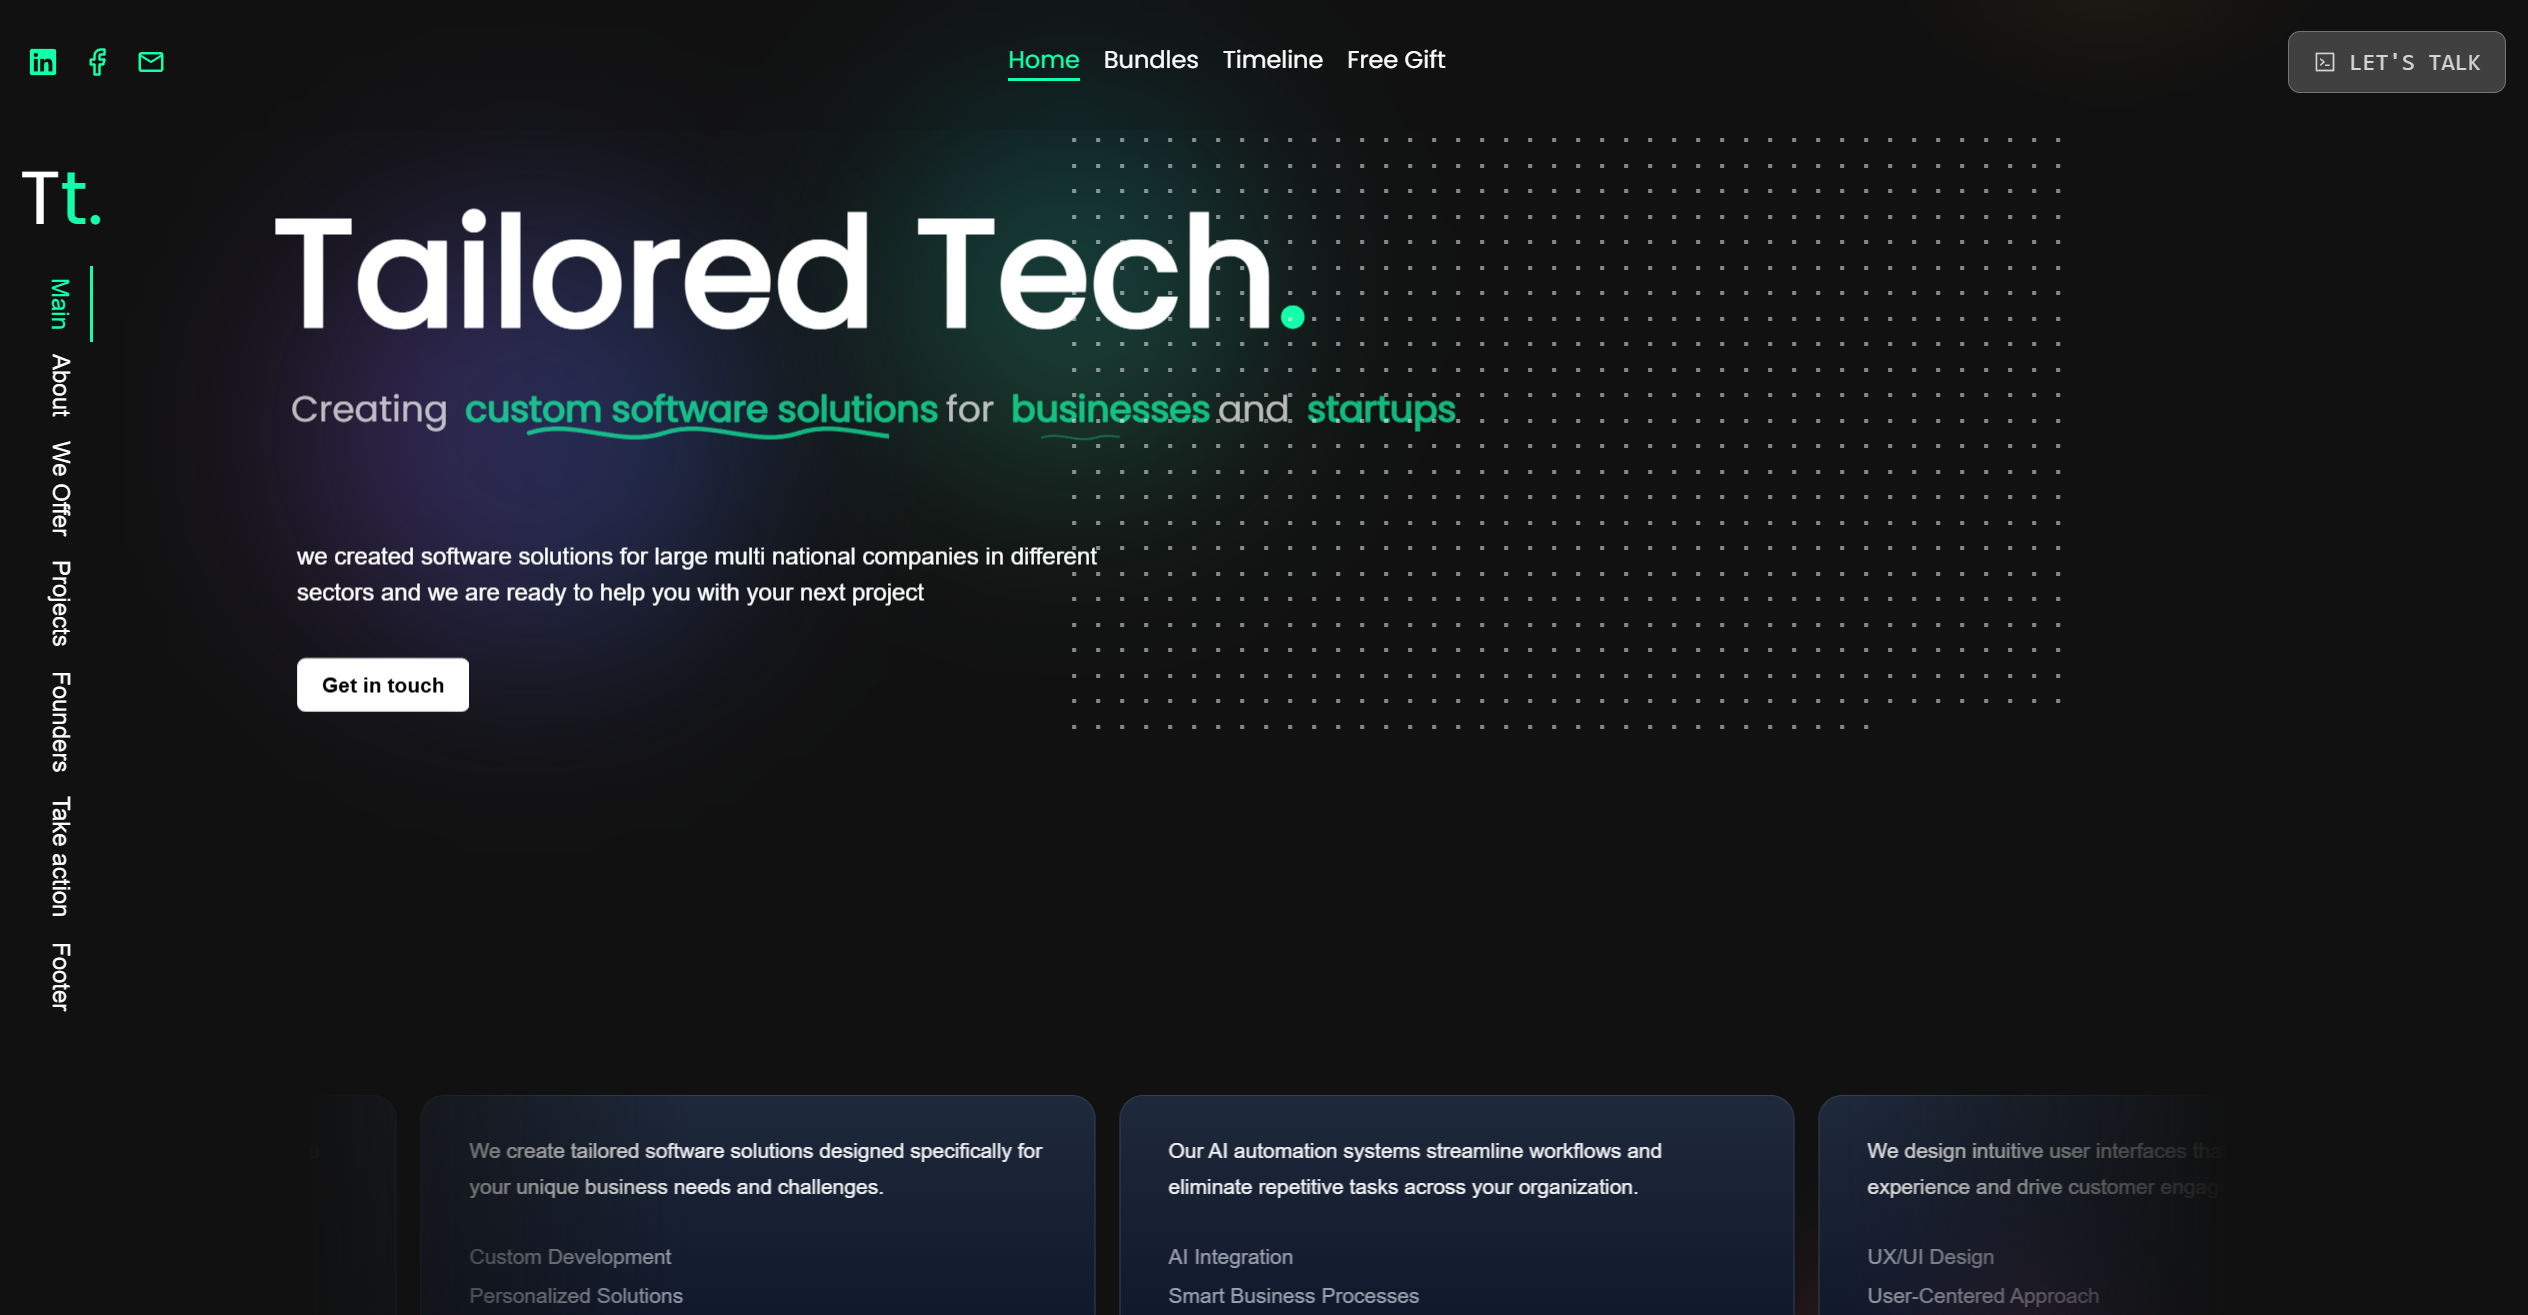 Home Bundles Timeline Free Gift
LET'S TALK
Tt.
Main
About
We Offer
Projects
Founders
Take action
Footer
Tailored Tech.
Creating custom software solutions for businesses and startups
we created software solutions for large multi national companies in different
sectors and we are ready to help you with your next project
Get in touch
We create tailored software solutions designed specifically for
your unique business needs and challenges.
Custom Development
Personalized Solutions
Our AI automation systems streamline workflows and
eliminate repetitive tasks across your organization.
AI Integration
Smart Business Processes
We design intuitive user interfaces
experience and drive customer
UX/UI Design
User-Centered Approach